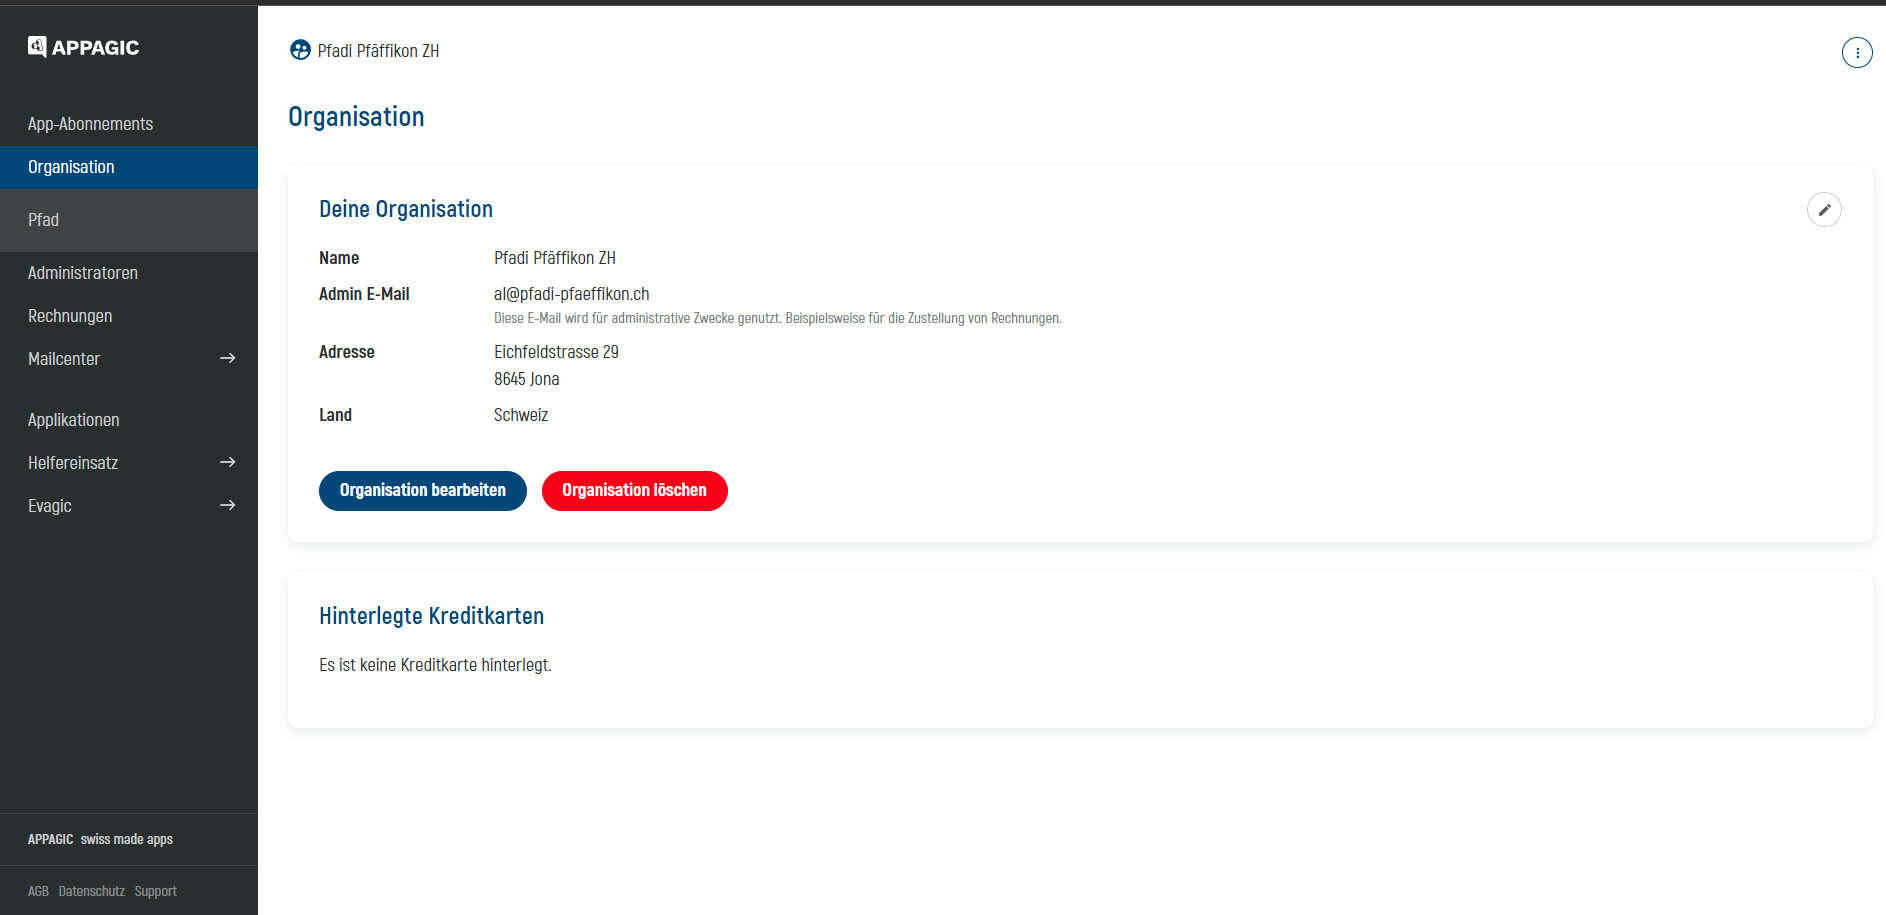 APPAGIC
App-Abonnements
Organisation
Pfad
Administratoren
Rechnungen
Mailcenter
Applikationen
Helfereinsatz
Evagic
APPAGIC swiss made apps
AGB Datenschutz Support
Pfadi Pfäffikon ZH
Organisation
Deine Organisation
Name Pfadi Pfäffikon ZH
Admin E-Mail al@pfadi-pfaeffikon.ch
Diese E-Mail wird für administrative Zwecke genutzt. Beispielsweise für die Zustellung von Rechnungen.
Adresse Eichfeldstrasse 29
8645 Jona
Land Schweiz
Organisation bearbeiten Organisation löschen
Hinterlegte Kreditkarten
Es ist keine Kreditkarte hinterlegt.